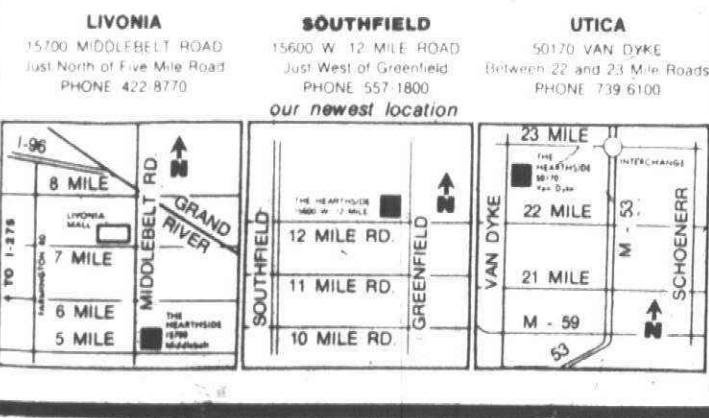 LIVONIA
15700 MIDDLEBELT ROAD
Just North of Five Mile Road
PHONE 422-8770
SOUTHFIELD
15600 W. 12 MILE ROAD
Just West of Greenfield
PHONE 557-1800
our newest location
UTICA
50170 VAN DYKE
Between 22 and 23 Mile Roads
PHONE 739-6100
I-96
8 MILE
LIVONIA
MALL
7 MILE
6 MILE
5 MILE
TO I-275
FARMINGTON RD
MIDDLEBELT RD.
N
GRAND
RIVER
THE
HEARTHSIDE
15700
Middlebelt
THE HEARTHSIDE
15600 W. 12 MILE
N
12 MILE RD.
11 MILE RD.
10 MILE RD.
SOUTHFIELD
GREENFIELD
23 MILE
THE
HEARTHSIDE
50170
Van Dyke
INTERCHANGE
22 MILE
21 MILE
M - 59
53
VAN DYKE
M - 53
SCHOENERR
N